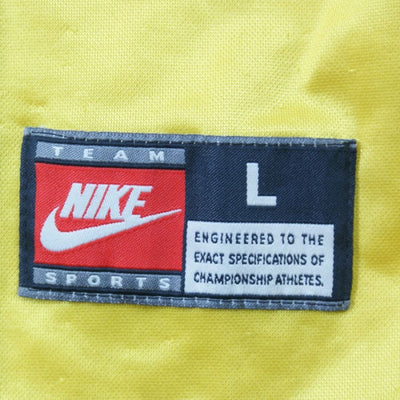 TEAM
NIKE
SPORTS
L
ENGINEERED TO THE
EXACT SPECIFICATIONS OF
CHAMPIONSHIP ATHLETES.